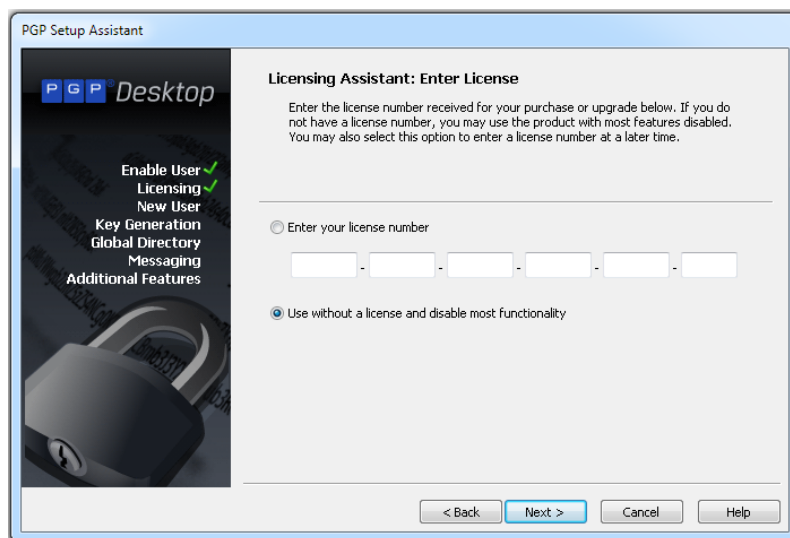 PGP Setup Assistant
PGP® Desktop
Enable User
Licensing
New User
Key Generation
Global Directory
Messaging
Additional Features
Licensing Assistant: Enter License
Enter the license number received for your purchase or upgrade below. If you do
not have a license number, you may use the product with most features disabled.
You may also select this option to enter a license number at a later time.
Enter your license number
- - - - -
Use without a license and disable most functionality
< Back Next > Cancel Help